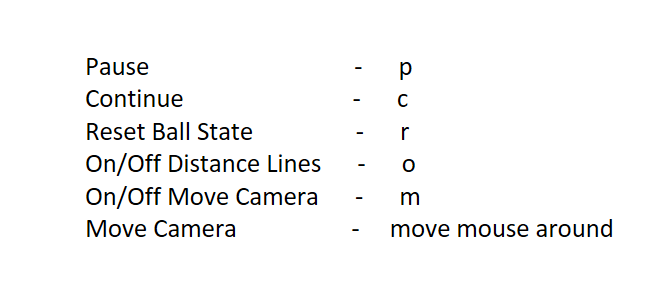 Pause - p
Continue - c
Reset Ball State - r
On/Off Distance Lines - o
On/Off Move Camera - m
Move Camera - move mouse around